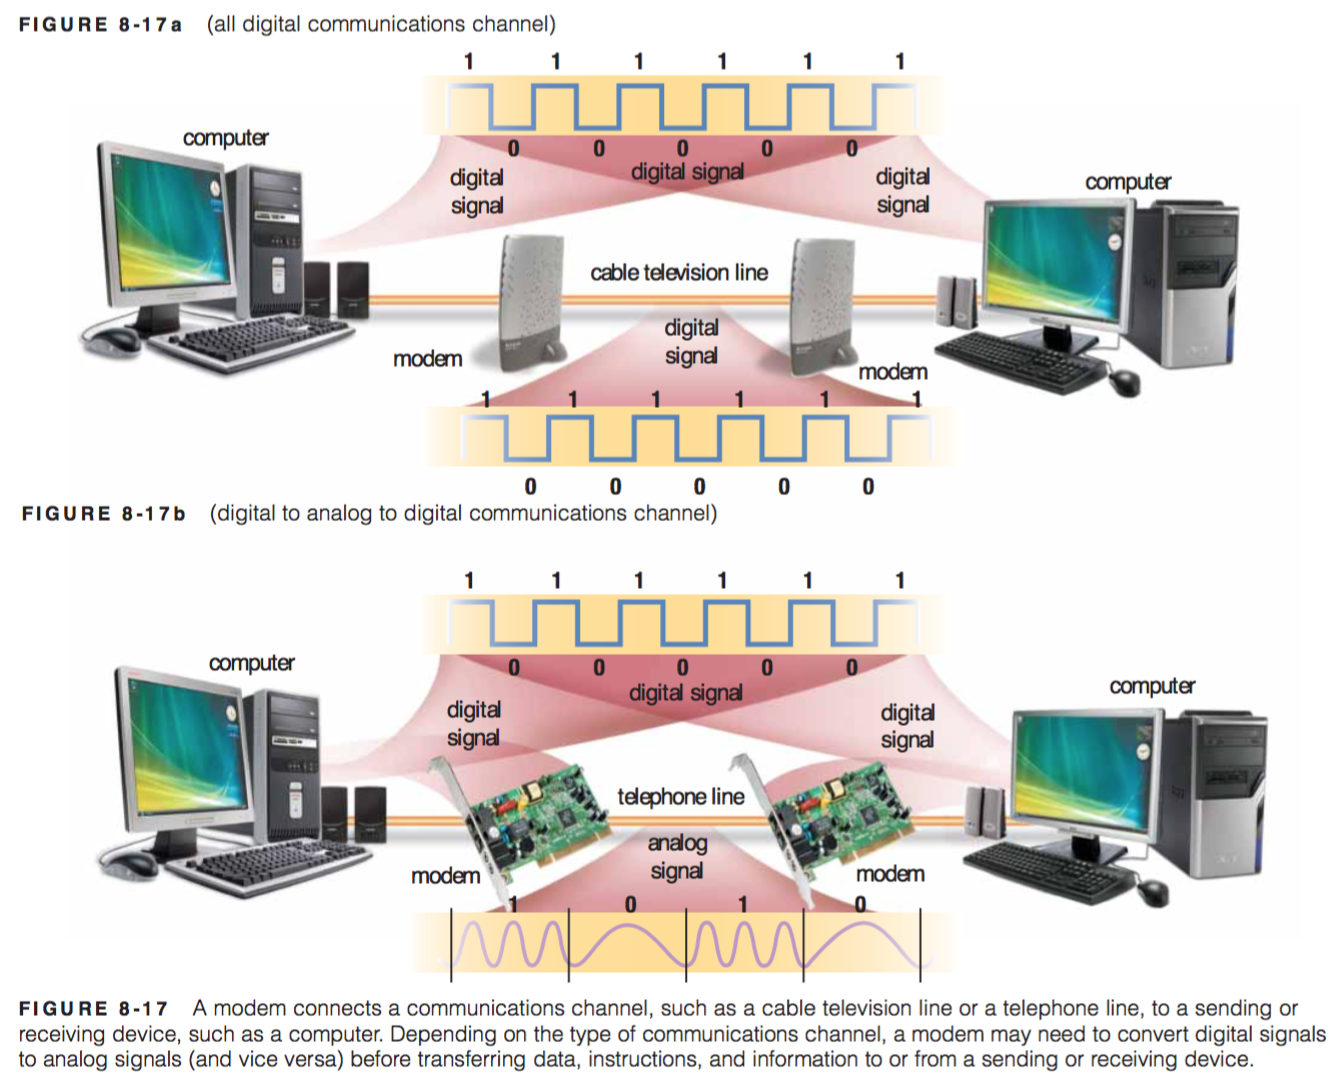 FIGURE 8-17a (all digital communications channel)
1 1 1 1 1 1
computer
0 0 0 0 0
digital signal
digital
signal
digital
signal
computer
cable television line
digital
signal
modem
modem
1 1 1 1 1 1
0 0 0 0 0
FIGURE 8-17b (digital to analog to digital communications channel)
1 1 1 1 1 1
computer
0 0 0 0 0
digital signal
digital
signal
digital
signal
computer
telephone line
analog
signal
modem
modem
1 0 1 0
FIGURE 8-17 A modem connects a communications channel, such as a cable television line or a telephone line, to a sending or
receiving device, such as a computer. Depending on the type of communications channel, a modem may need to convert digital signals
to analog signals (and vice versa) before transferring data, instructions, and information to or from a sending or receiving device.